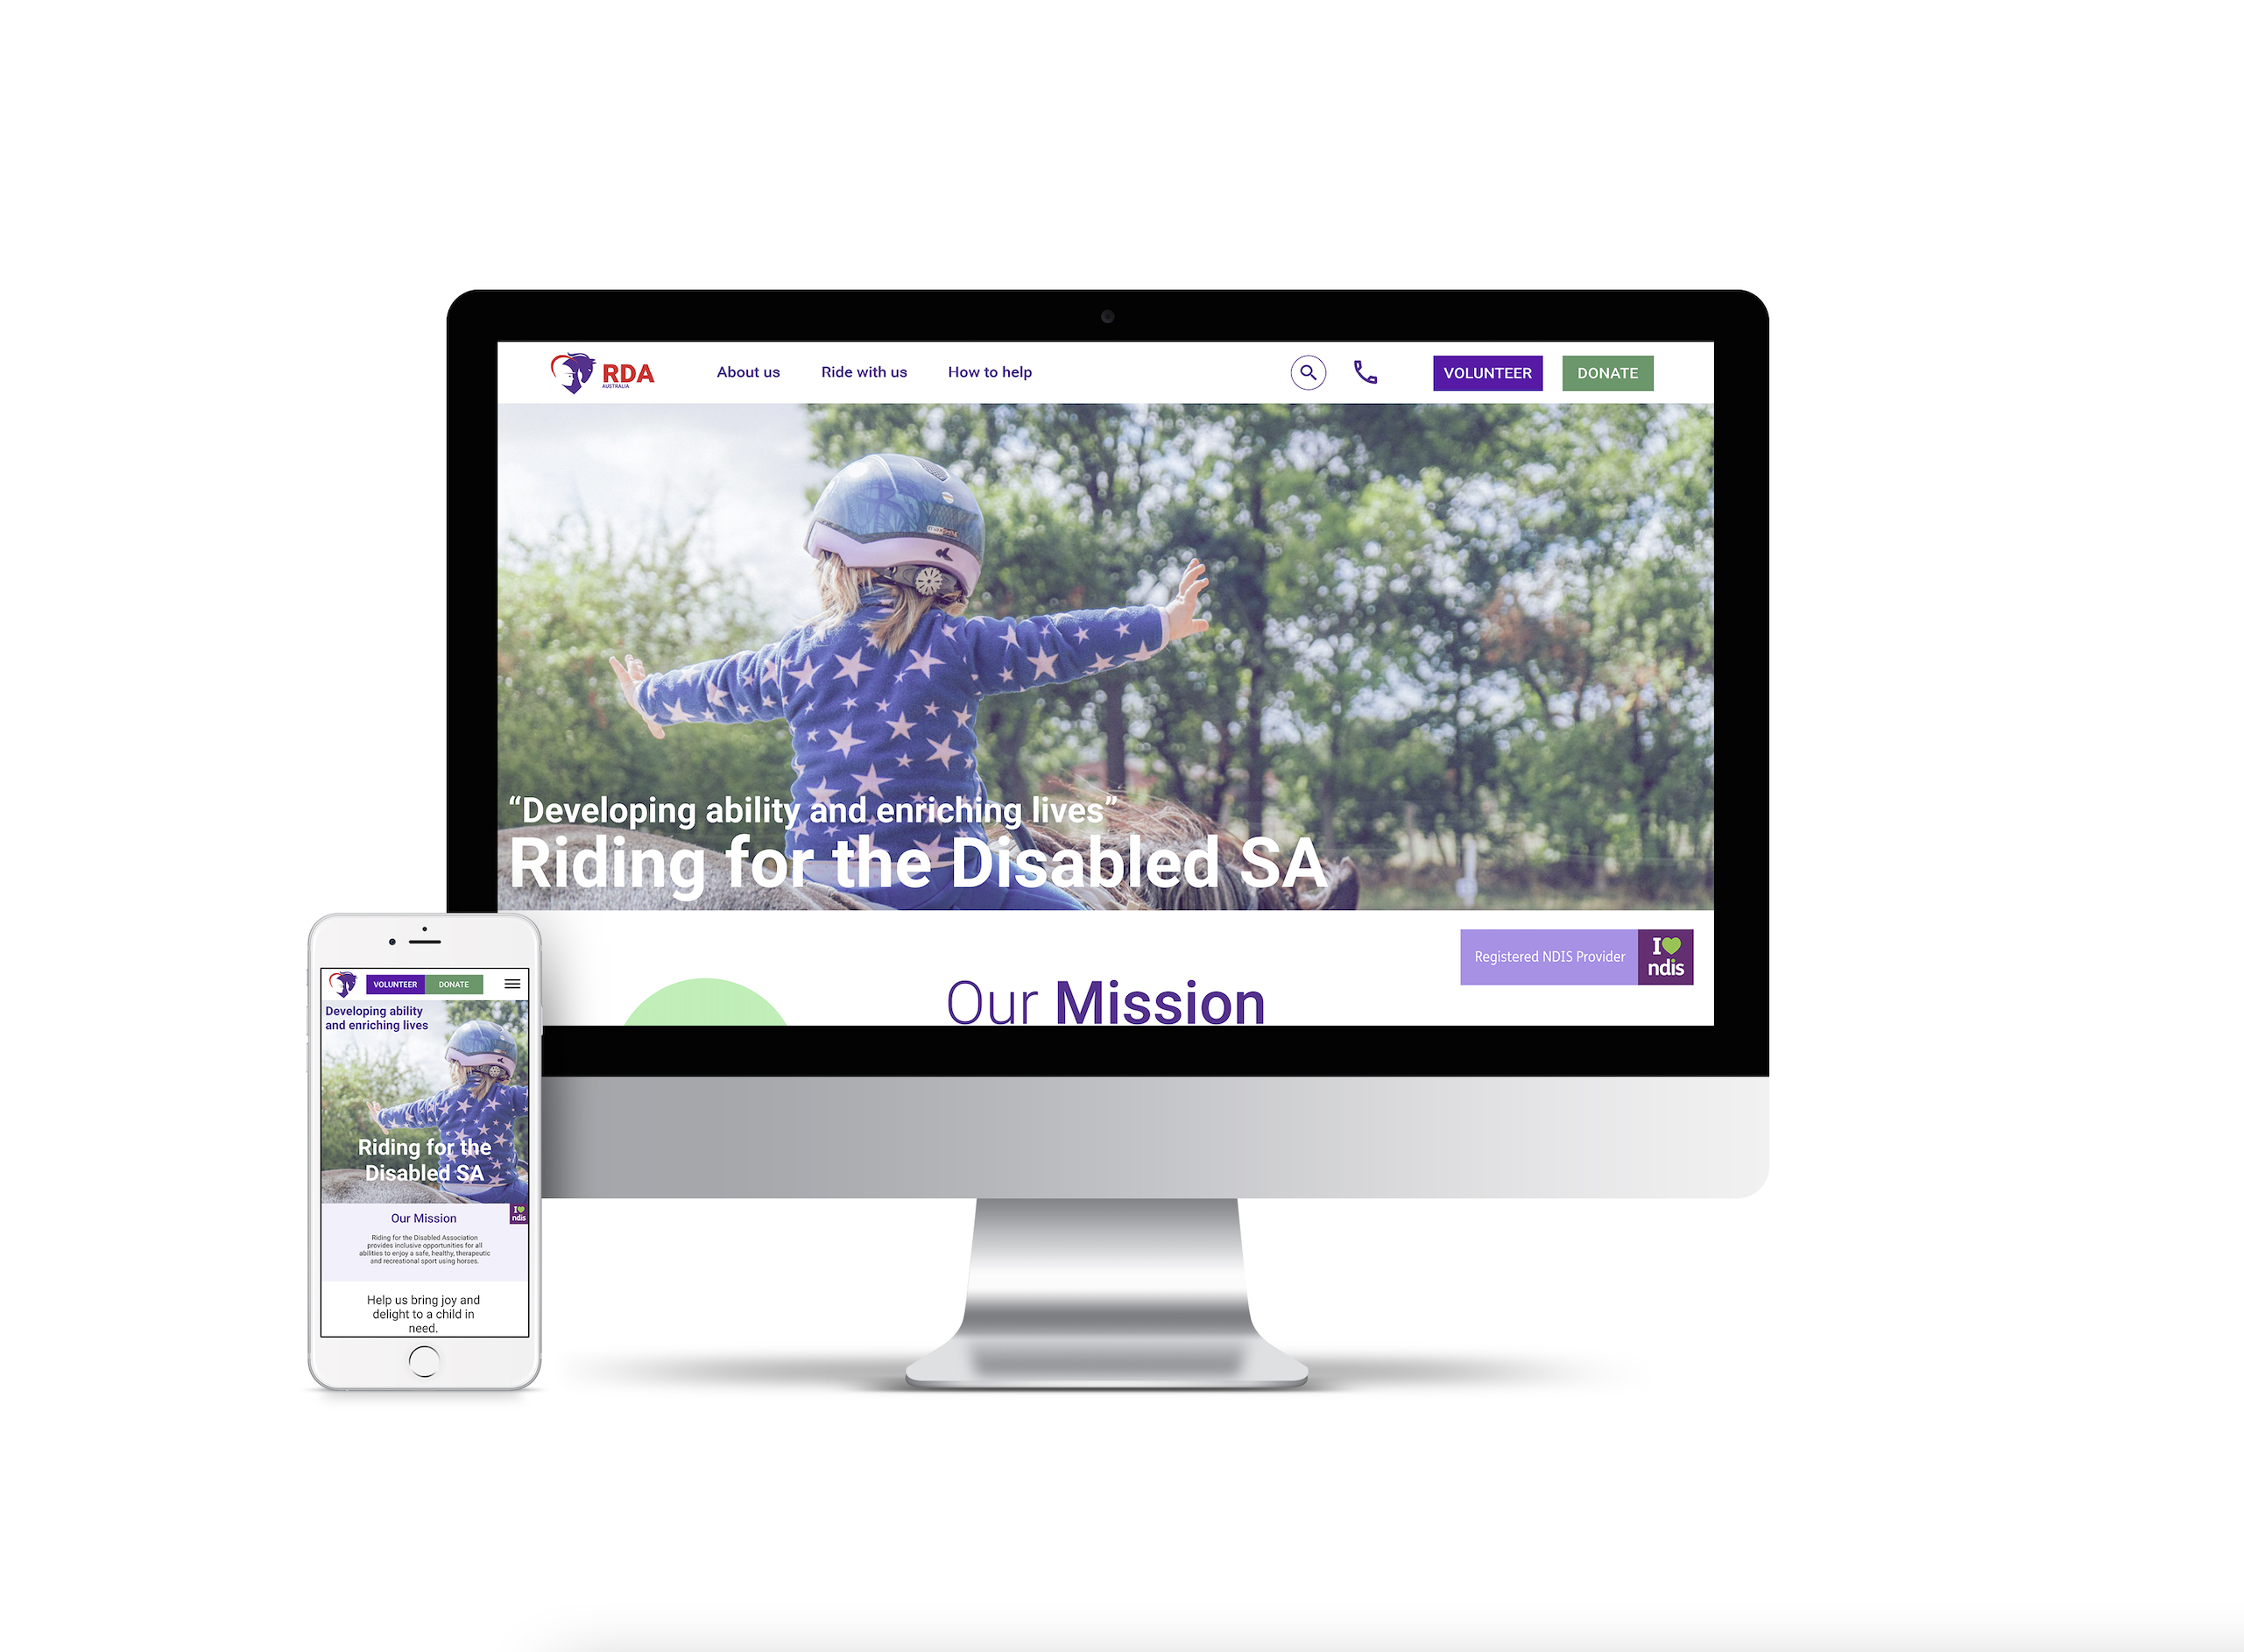 RDA
AUSTRALIA
About us
Ride with us
How to help
VOLUNTEER
DONATE
“Developing ability and enriching lives”
Riding for the Disabled SA
Registered NDIS Provider
I
ndis
Our Mission
VOLUNTEER
DONATE
Developing ability
and enriching lives
Riding for the
Disabled SA
I
ndis
Our Mission
Riding for the Disabled Association
provides inclusive opportunities for all
abilities to enjoy a safe, healthy, therapeutic
and recreational sport using horses.
Help us bring joy and
delight to a child in
need.